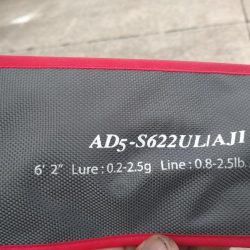 AD5-S622UL/AJI
6' 2" Lure : 0.2-2.5g Line : 0.8-2.5lb.